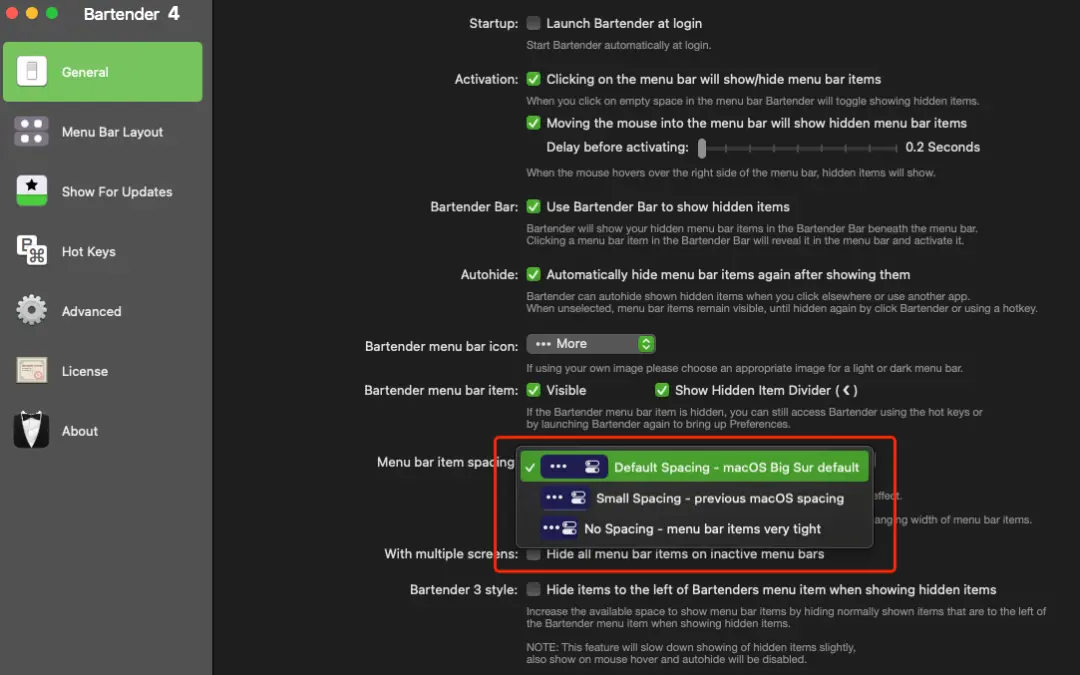 Bartender 4
General
Menu Bar Layout
Show For Updates
Hot Keys
Advanced
License
About
Startup: Launch Bartender at login
Start Bartender automatically at login.
Activation: Clicking on the menu bar will show/hide menu bar items
When you click on empty space in the menu bar Bartender will toggle showing hidden items.
Moving the mouse into the menu bar will show hidden menu bar items
Delay before activating: 0.2 Seconds
When the mouse hovers over the right side of the menu bar, hidden items will show.
Bartender Bar: Use Bartender Bar to show hidden items
Bartender will show your hidden menu bar items in the Bartender Bar beneath the menu bar.
Clicking a menu bar item in the Bartender Bar will reveal it in the menu bar and activate it.
Autohide: Automatically hide menu bar items again after showing them
Bartender can autohide shown hidden items when you click elsewhere or use another app.
When unselected, menu bar items remain visible, until hidden again by click Bartender or using a hotkey.
Bartender menu bar icon: ••• More
If using your own image please choose an appropriate image for a light or dark menu bar.
Bartender menu bar item: Visible Show Hidden Item Divider ( ❮ )
If the Bartender menu bar item is hidden, you can still access Bartender using the hot keys or
by launching Bartender again to bring up Preferences.
Menu bar item spacing Default Spacing - macOS Big Sur default
Small Spacing - previous macOS spacing
No Spacing - menu bar items very tight
width of menu bar items.
With multiple screens: Hide all menu bar items on inactive menu bars
Bartender 3 style: Hide items to the left of Bartenders menu item when showing hidden items
Increase the available space to show menu bar items by hiding normally shown items that are to the left of
the Bartender menu item when showing hidden items.
NOTE: This feature will slow down showing of hidden items slightly,
also show on mouse hover and autohide will be disabled.